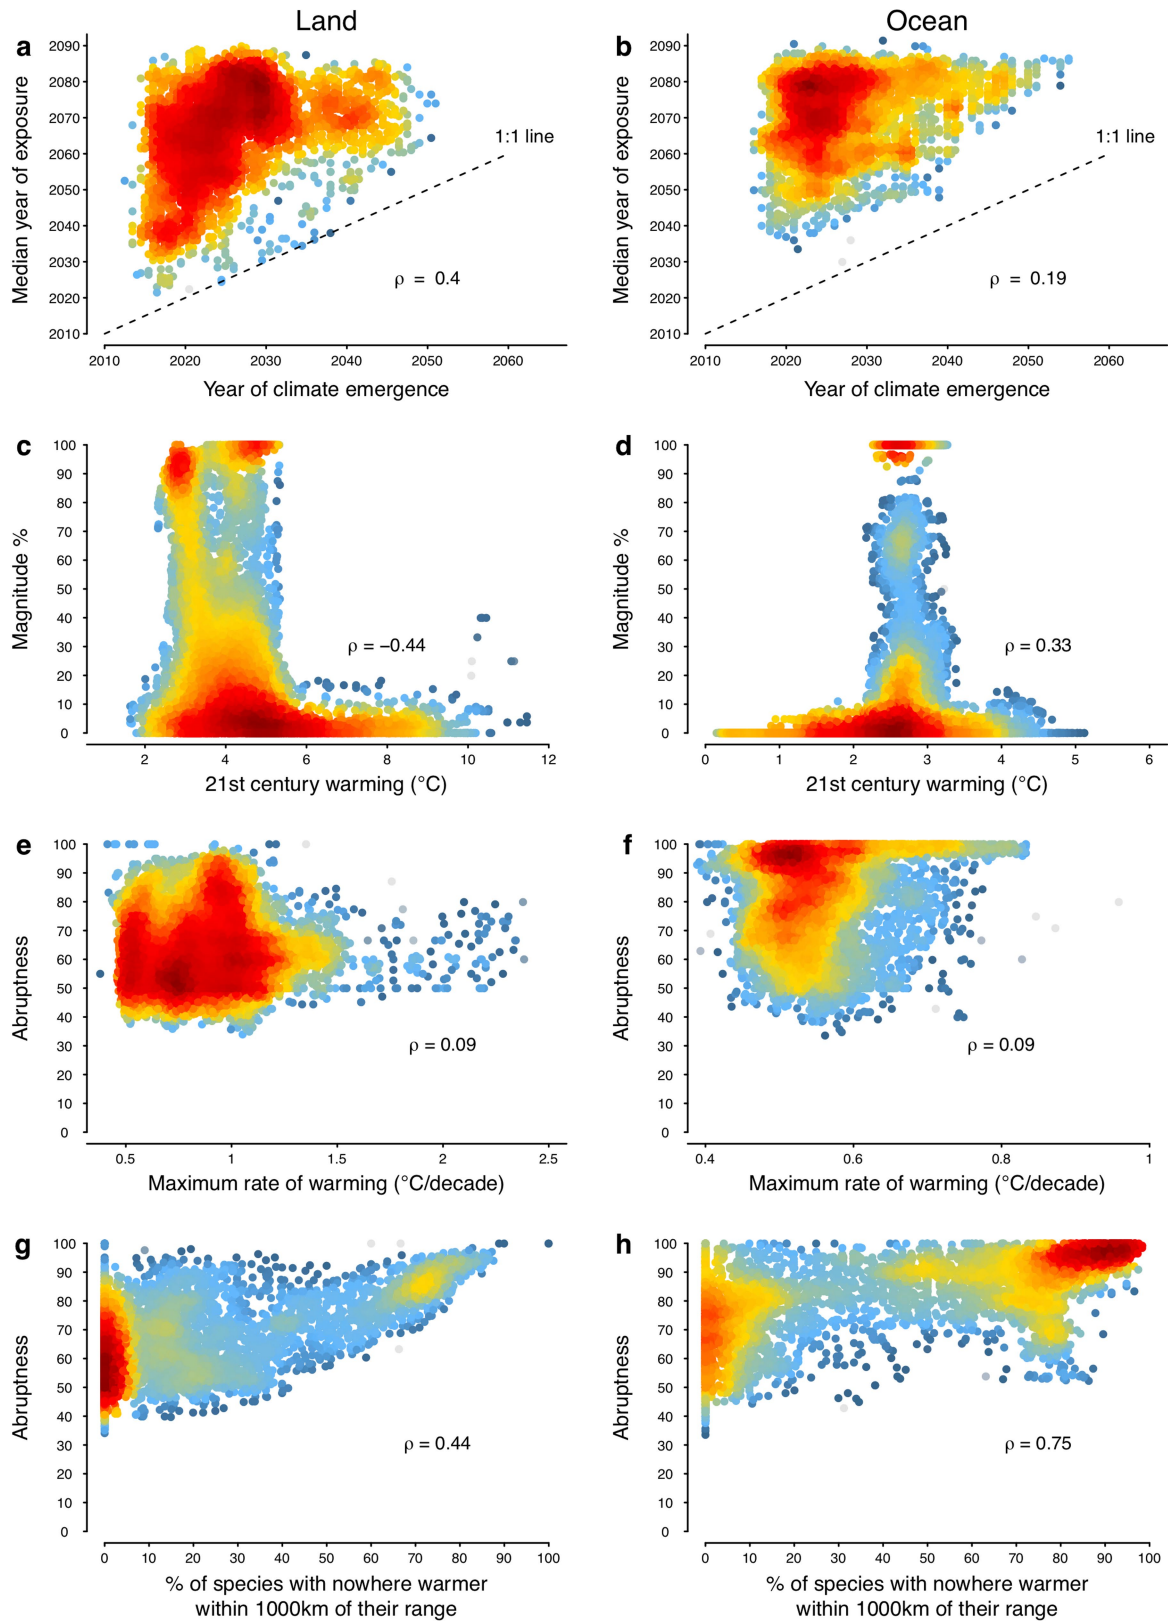 Land
Ocean
a
2090
2080
2070
2060
2050
2040
2030
2020
2010
Median year of exposure
1:1 line
ρ = 0.4
2010 2020 2030 2040 2050 2060
Year of climate emergence
b
2090
2080
2070
2060
2050
2040
2030
2020
2010
Median year of exposure
1:1 line
ρ = 0.19
2010 2020 2030 2040 2050 2060
Year of climate emergence
c
100
90
80
70
60
50
40
30
20
10
0
Magnitude %
ρ = −0.44
2 4 6 8 10 12
21st century warming (°C)
d
100
90
80
70
60
50
40
30
20
10
0
Magnitude %
ρ = 0.33
0 1 2 3 4 5 6
21st century warming (°C)
e
100
90
80
70
60
50
40
30
20
10
0
Abruptness
ρ = 0.09
0.5 1 1.5 2 2.5
Maximum rate of warming (°C/decade)
f
100
90
80
70
60
50
40
30
20
10
0
Abruptness
ρ = 0.09
0.4 0.6 0.8 1
Maximum rate of warming (°C/decade)
g
100
90
80
70
60
50
40
30
20
10
0
Abruptness
ρ = 0.44
0 10 20 30 40 50 60 70 80 90 100
% of species with nowhere warmer
within 1000km of their range
h
100
90
80
70
60
50
40
30
20
10
0
Abruptness
ρ = 0.75
0 10 20 30 40 50 60 70 80 90 100
% of species with nowhere warmer
within 1000km of their range